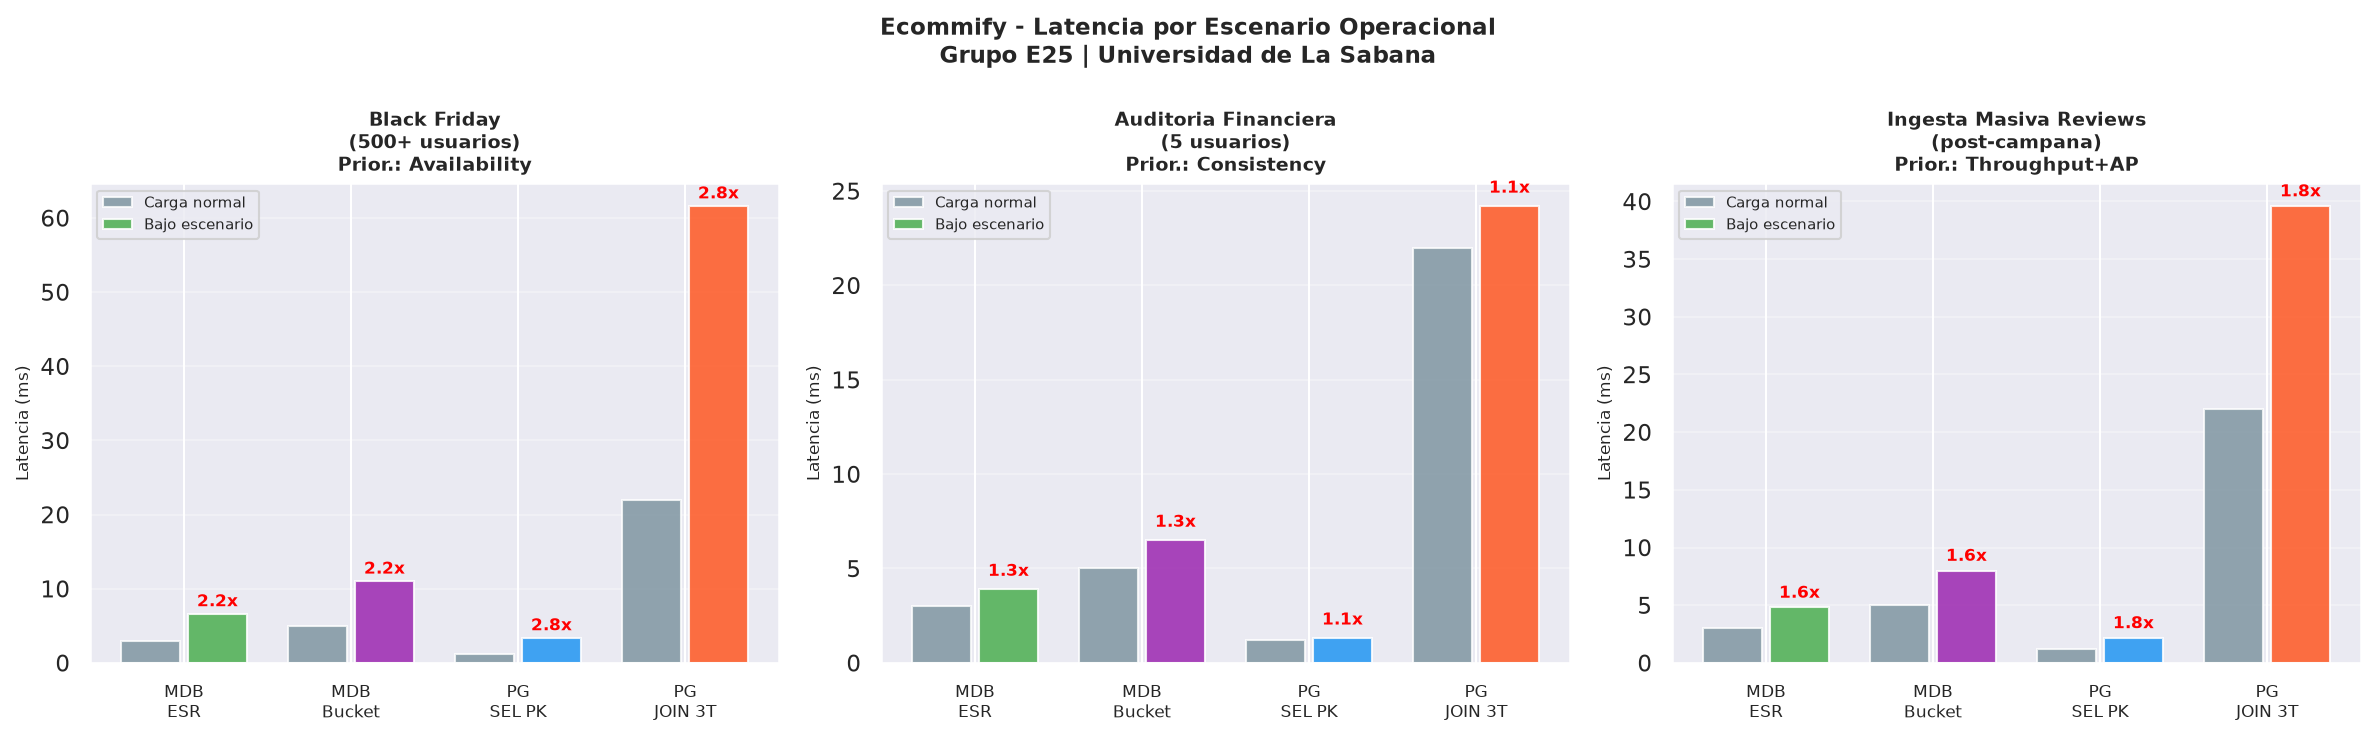 Ecommify - Latencia por Escenario Operacional
Grupo E25 | Universidad de La Sabana
Black Friday
(500+ usuarios)
Prior.: Availability
Carga normal
Bajo escenario
Latencia (ms)
60
50
40
30
20
10
0
2.2x
2.2x
2.8x
2.8x
MDB
ESR
MDB
Bucket
PG
SEL PK
PG
JOIN 3T
Auditoria Financiera
(5 usuarios)
Prior.: Consistency
Carga normal
Bajo escenario
Latencia (ms)
25
20
15
10
5
0
1.3x
1.3x
1.1x
1.1x
MDB
ESR
MDB
Bucket
PG
SEL PK
PG
JOIN 3T
Ingesta Masiva Reviews
(post-campana)
Prior.: Throughput+AP
Carga normal
Bajo escenario
Latencia (ms)
40
35
30
25
20
15
10
5
0
1.6x
1.6x
1.8x
1.8x
MDB
ESR
MDB
Bucket
PG
SEL PK
PG
JOIN 3T